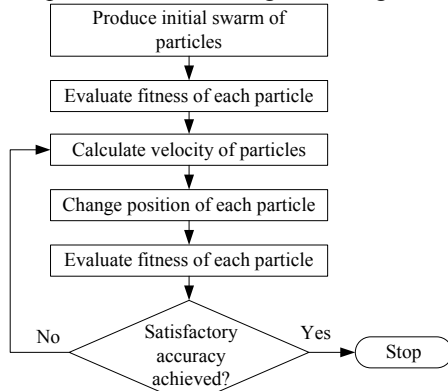 Produce initial swarm of
particles
Evaluate fitness of each particle
Calculate velocity of particles
Change position of each particle
Evaluate fitness of each particle
No
Satisfactory
accuracy
achieved?
Yes
Stop